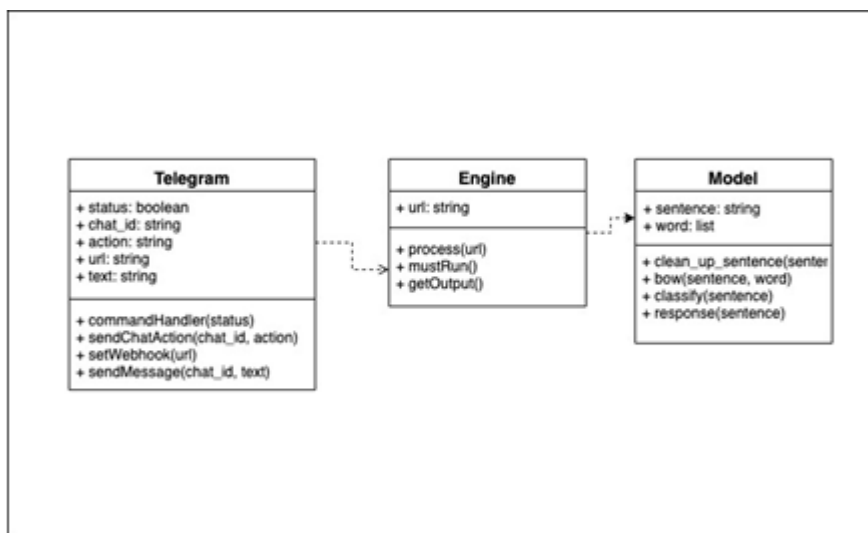 Telegram
+ status: boolean
+ chat_id: string
+ action: string
+ url: string
+ text: string
+ commandHandler(status)
+ sendChatAction(chat_id, action)
+ setWebhook(url)
+ sendMessage(chat_id, text)
Engine
+ url: string
+ process(url)
+ mustRun()
+ getOutput()
Model
+ sentence: string
+ word: list
+ clean_up_sentence(senten
+ bow(sentence, word)
+ classify(sentence)
+ response(sentence)